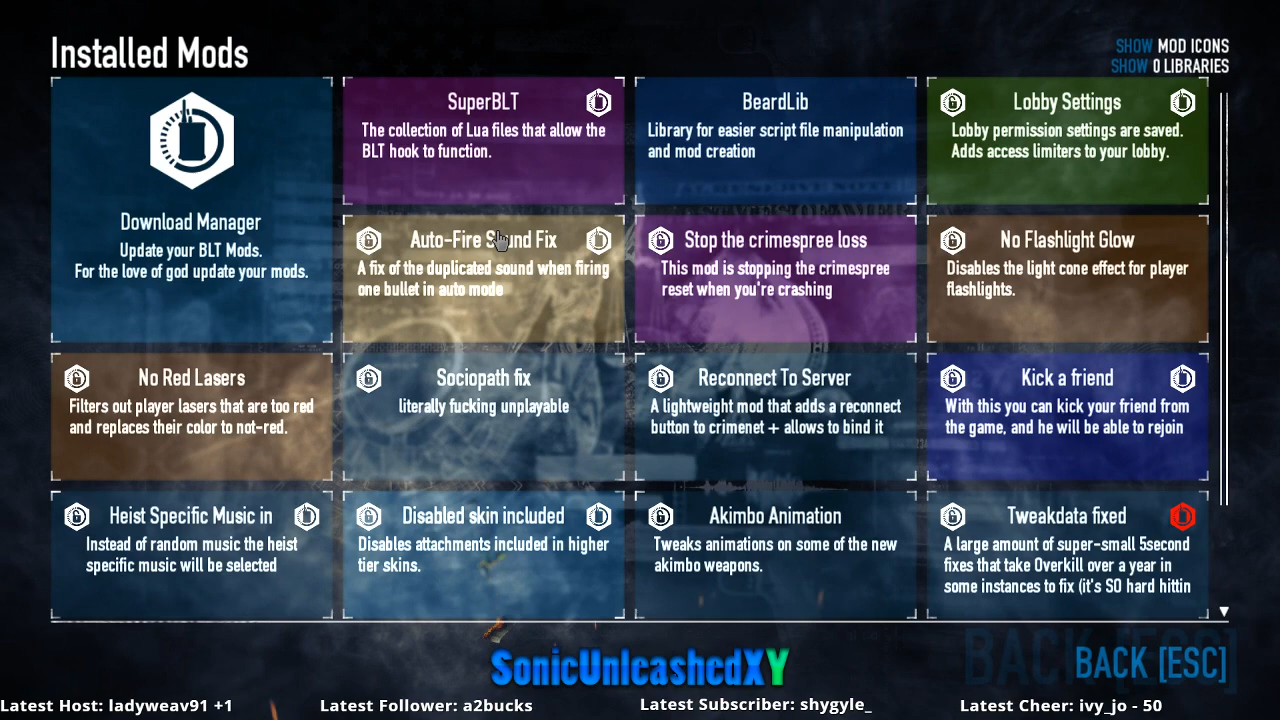 Installed Mods
SHOW MOD ICONS
SHOW 0 LIBRARIES
Download Manager
Update your BLT Mods.
For the love of god update your mods.
SuperBLT
The collection of Lua files that allow the
BLT hook to function.
BeardLib
Library for easier script file manipulation
and mod creation
Lobby Settings
Lobby permission settings are saved.
Adds access limiters to your lobby.
Auto-Fire Sound Fix
A fix of the duplicated sound when firing
one bullet in auto mode
Stop the crimespree loss
This mod is stopping the crimespree
reset when you're crashing
No Flashlight Glow
Disables the light cone effect for player
flashlights.
No Red Lasers
Filters out player lasers that are too red
and replaces their color to not-red.
Sociopath fix
literally fucking unplayable
Reconnect To Server
A lightweight mod that adds a reconnect
button to crimenet + allows to bind it
Kick a friend
With this you can kick your friend from
the game, and he will be able to rejoin
Heist Specific Music in
Instead of random music the heist
specific music will be selected
Disabled skin included
Disables attachments included in higher
tier skins.
Akimbo Animation
Tweaks animations on some of the new
akimbo weapons.
Tweakdata fixed
A large amount of super-small 5second
fixes that take Overkill over a year in
some instances to fix (it's SO hard hittin
BACK [ESC]
SonicUnleashedXY
Latest Host: ladyweav91 +1
Latest Follower: a2bucks
Latest Subscriber: shygyle_
Latest Cheer: ivy_jo - 50